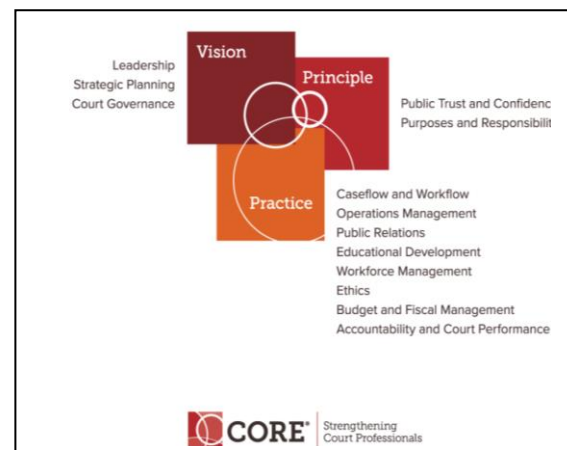 Vision
Leadership
Strategic Planning
Court Governance
Principle
Public Trust and Confidenc
Purposes and Responsibilit
Practice
Caseflow and Workflow
Operations Management
Public Relations
Educational Development
Workforce Management
Ethics
Budget and Fiscal Management
Accountability and Court Performance
CORE®
Strengthening
Court Professionals